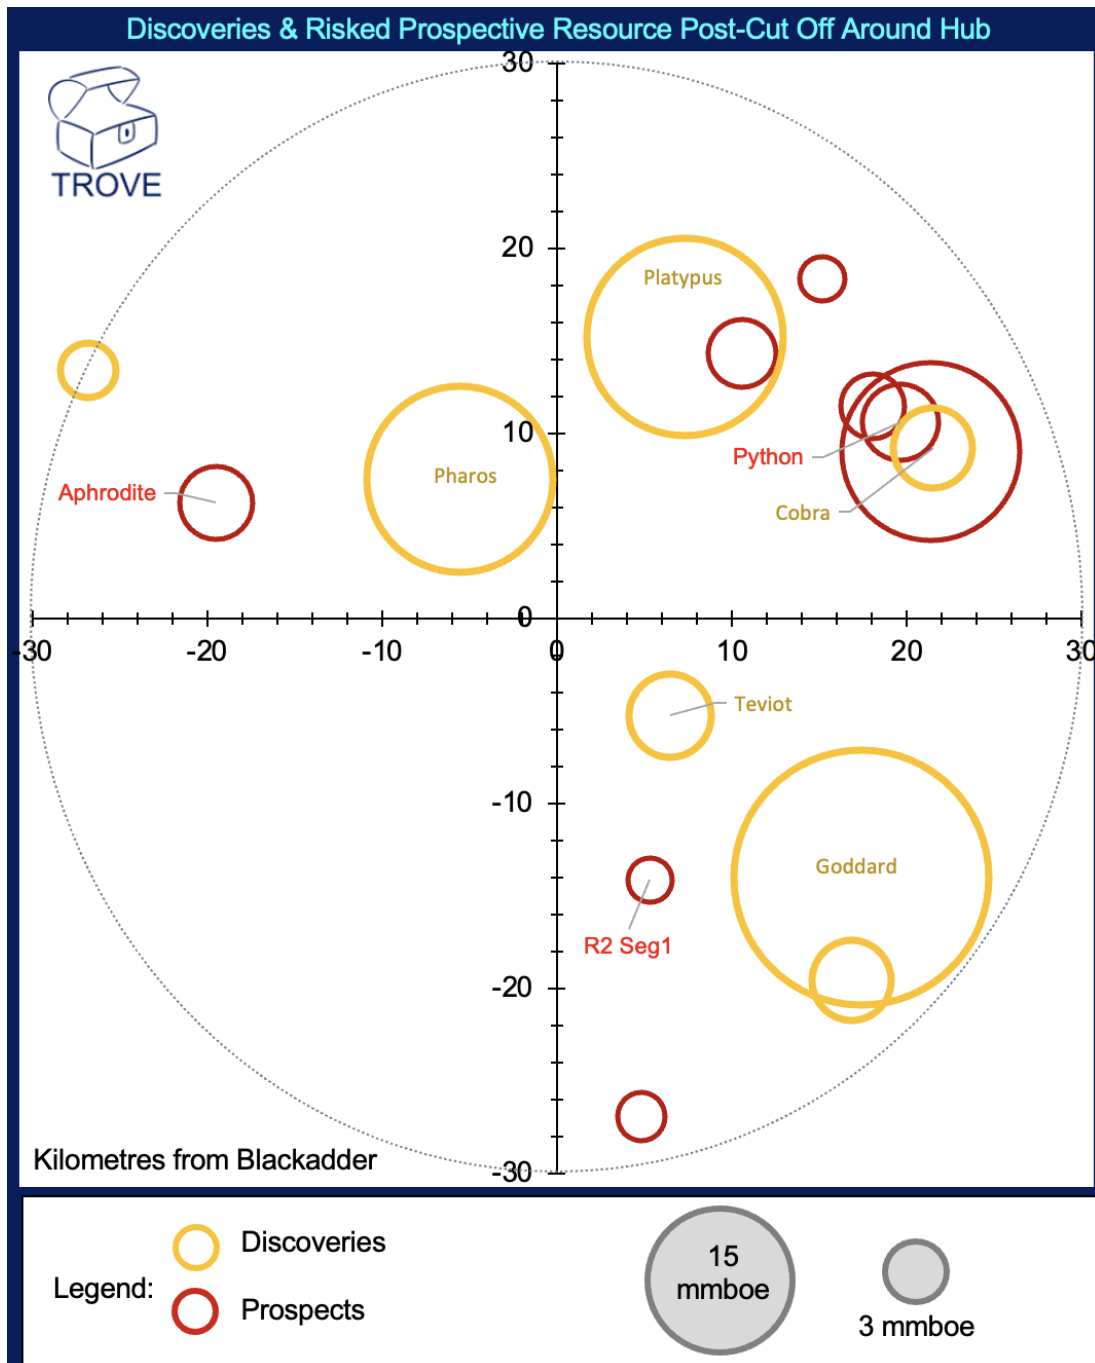 Discoveries & Risked Prospective Resource Post-Cut Off Around Hub
30
TROVE
20
Platypus
10
Python
Pharos
Aphrodite
Cobra
0
-30
-20
-10
0
10
20
30
Teviot
-10
Goddard
R2 Seg1
-20
Kilometres from Blackadder
-30
Legend:
Discoveries
Prospects
15
mmboe
3 mmboe